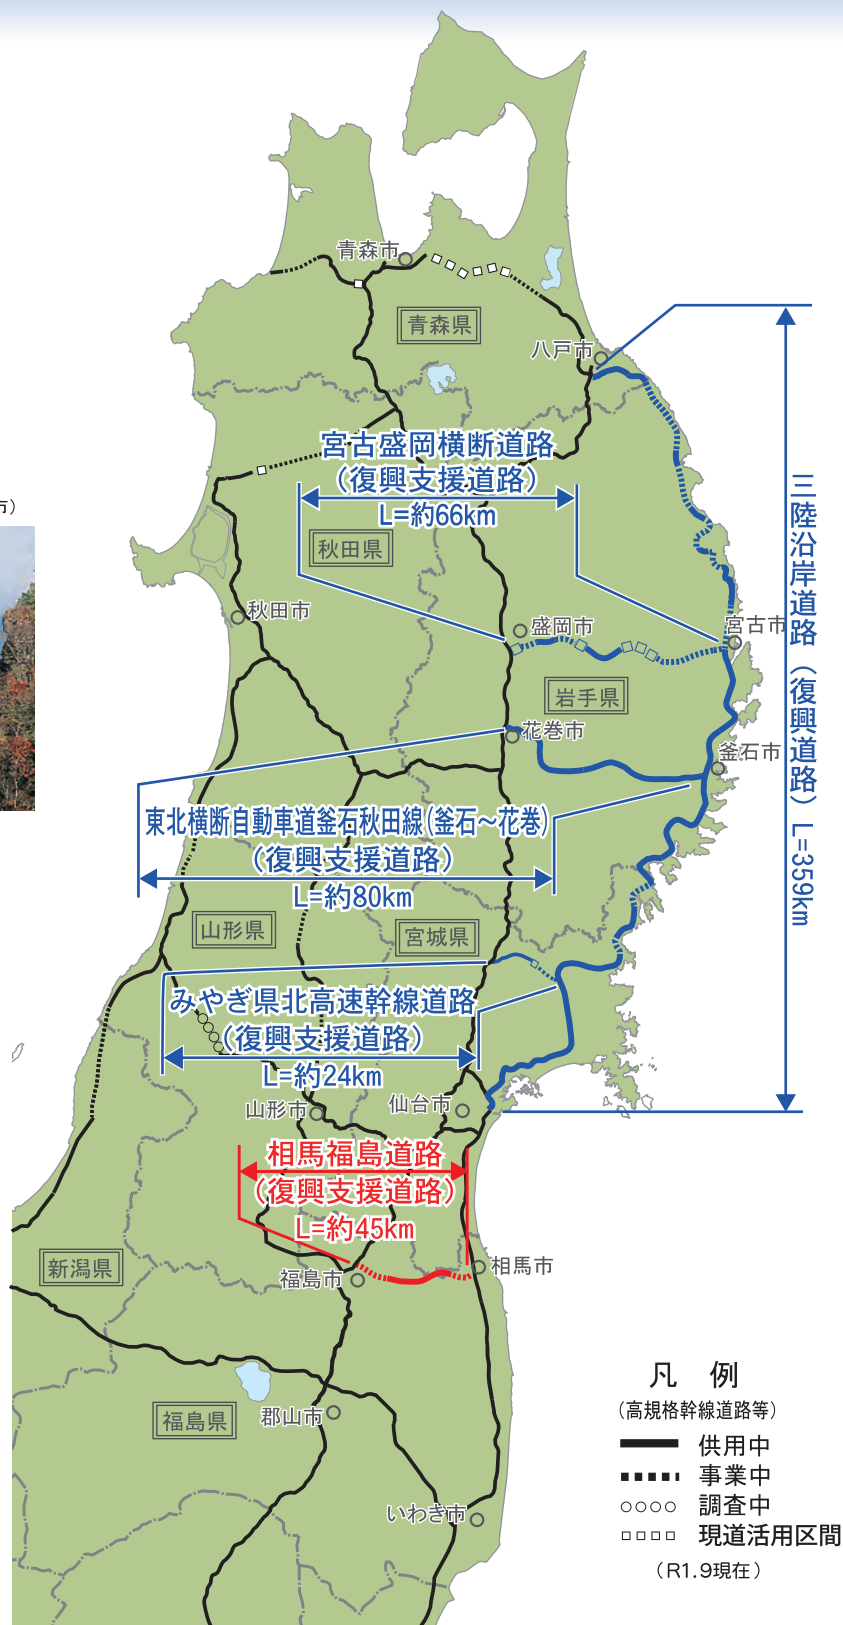 青森市
青森県
八戸市
宮古盛岡横断道路
（復興支援道路）
L=約66km
市）
秋田県
三陸沿岸道路（復興道路）L=359km
秋田市
盛岡市
宮古市
岩手県
花巻市
釜石市
東北横断自動車道釜石秋田線(釜石～花巻)
（復興支援道路）
L=約80km
山形県
宮城県
みやぎ県北高速幹線道路
（復興支援道路）
L=約24km
山形市
仙台市
相馬福島道路
（復興支援道路）
L=約45km
新潟県
福島市
相馬市
福島県
郡山市
いわき市
凡 例
（高規格幹線道路等）
供用中
事業中
調査中
現道活用区間
（R1.9現在）